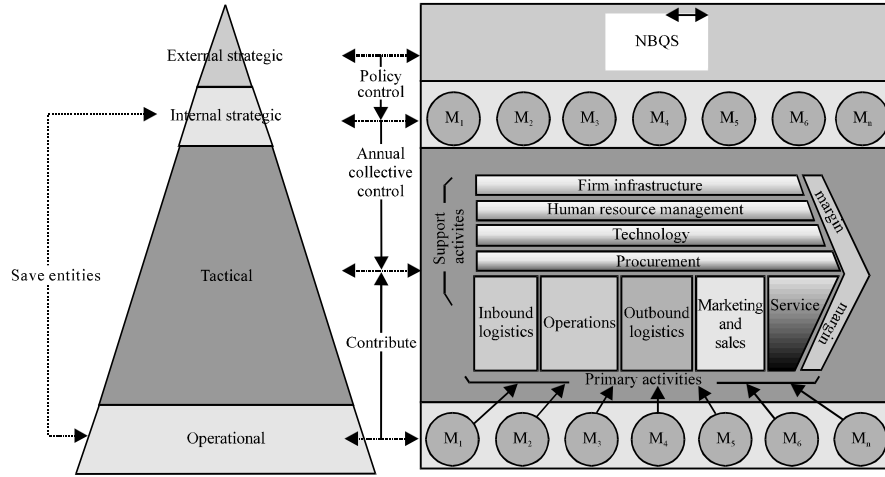 External strategic
Internal strategic
Tactical
Operational
Save entities
Policy
control
Annual
collective
control
Contribute
NBQS
M1 M2 M3 M4 M5 M6 Mn
Support
activites
Firm infrastructure
Human resource management
Technology
Procurement
margin
margin
Inbound
logistics
Operations
Outbound
logistics
Marketing
and
sales
Service
Primary activities
M1 M2 M3 M4 M5 M6 Mn